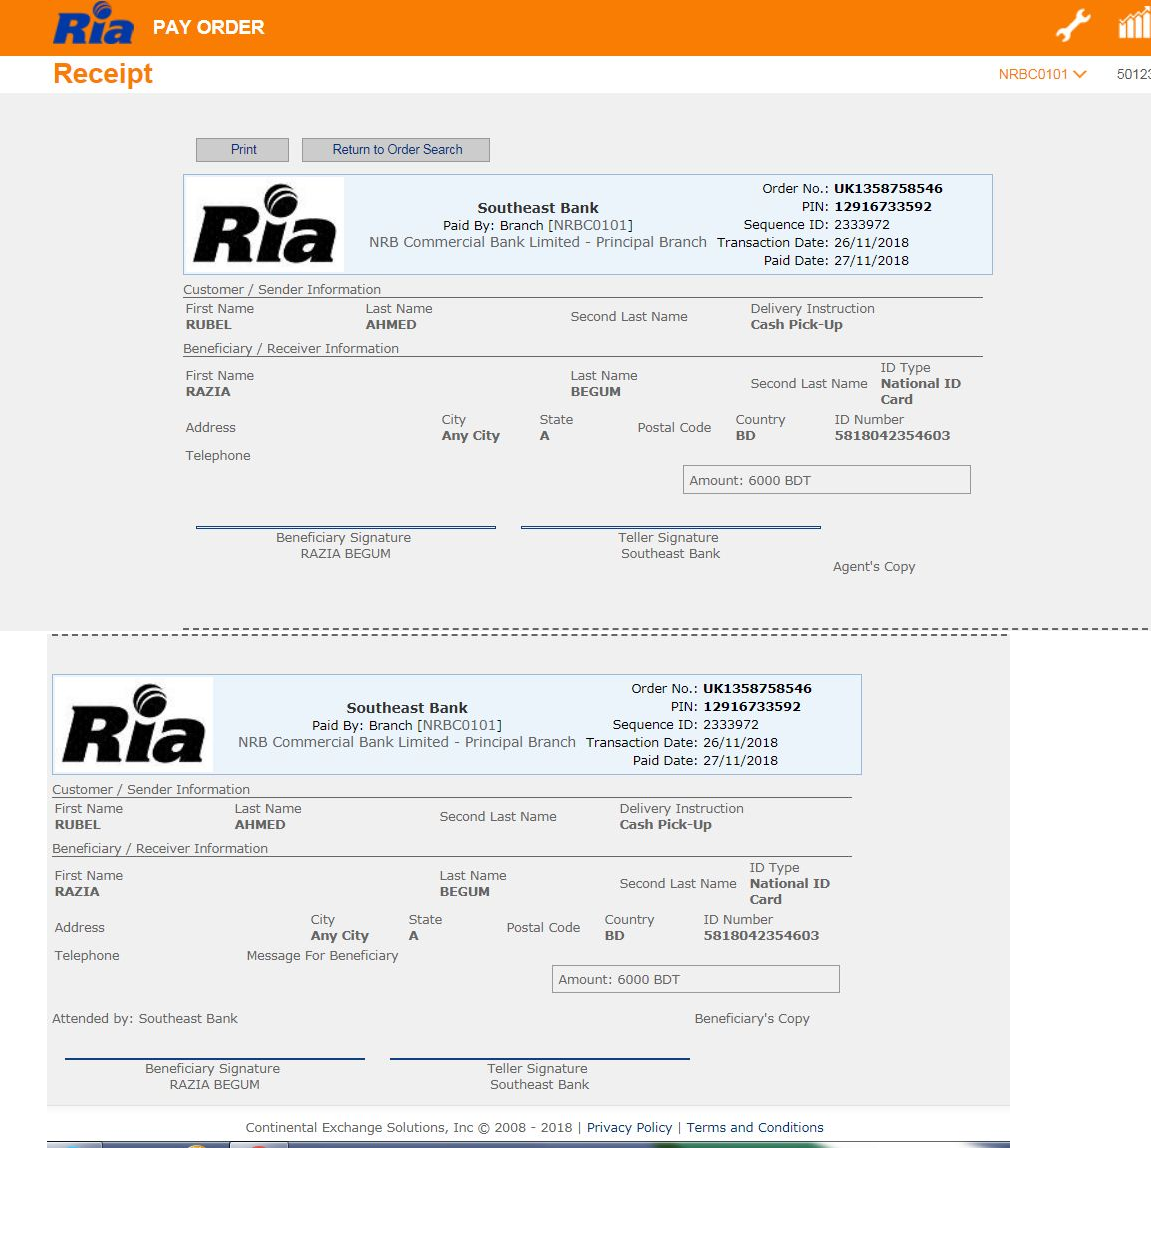 Ria PAY ORDER
Receipt
NRBC0101 50123
Print Return to Order Search
Ria
Southeast Bank
Paid By: Branch [NRBC0101]
NRB Commercial Bank Limited - Principal Branch
Order No.: UK1358758546
PIN: 12916733592
Sequence ID: 2333972
Transaction Date: 26/11/2018
Paid Date: 27/11/2018
Customer / Sender Information
First Name Last Name Second Last Name Delivery Instruction
RUBEL AHMED Cash Pick-Up
Beneficiary / Receiver Information
First Name Last Name Second Last Name ID Type
RAZIA BEGUM National ID
Card
Address City State Postal Code Country ID Number
Any City A BD 5818042354603
Telephone
Amount: 6000 BDT
Beneficiary Signature Teller Signature
RAZIA BEGUM Southeast Bank
Agent's Copy
Ria
Southeast Bank
Paid By: Branch [NRBC0101]
NRB Commercial Bank Limited - Principal Branch
Order No.: UK1358758546
PIN: 12916733592
Sequence ID: 2333972
Transaction Date: 26/11/2018
Paid Date: 27/11/2018
Customer / Sender Information
First Name Last Name Second Last Name Delivery Instruction
RUBEL AHMED Cash Pick-Up
Beneficiary / Receiver Information
First Name Last Name Second Last Name ID Type
RAZIA BEGUM National ID
Card
Address City State Postal Code Country ID Number
Any City A BD 5818042354603
Telephone Message For Beneficiary
Amount: 6000 BDT
Attended by: Southeast Bank Beneficiary's Copy
Beneficiary Signature Teller Signature
RAZIA BEGUM Southeast Bank
Continental Exchange Solutions, Inc © 2008 - 2018 | Privacy Policy | Terms and Conditions